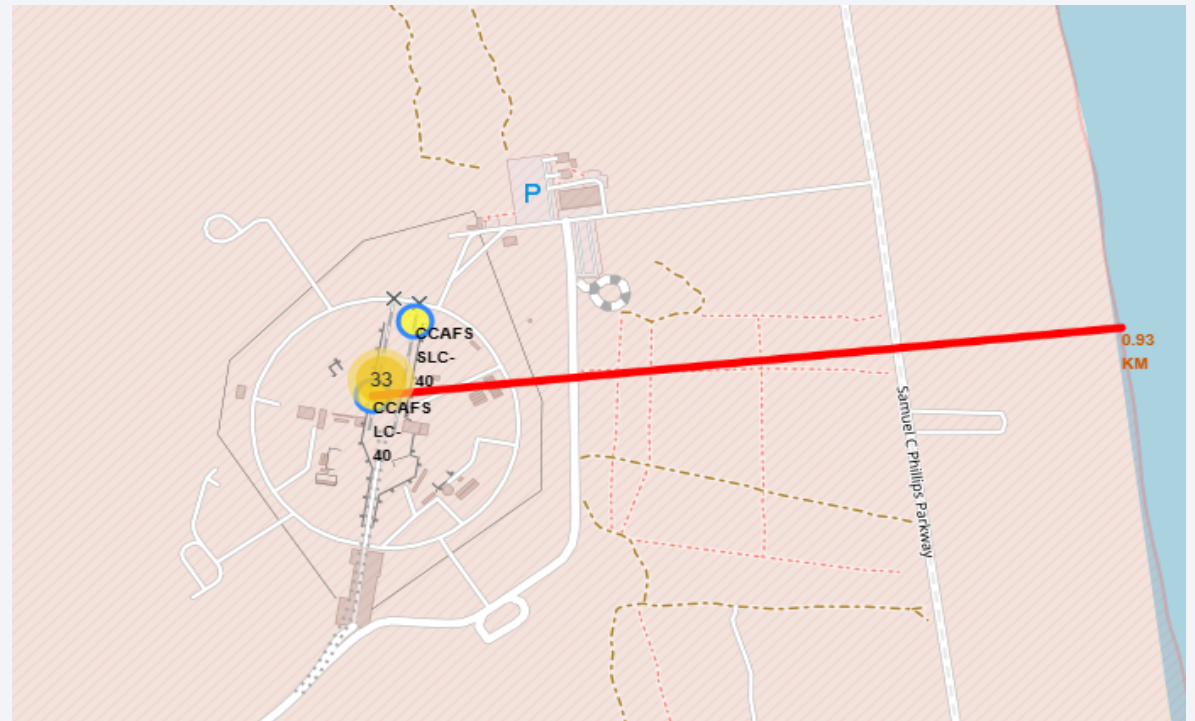 P
CCAFS
SLC-
40
33
CCAFS
LC-
40
0.93
KM
Samuel C Phillips Parkway